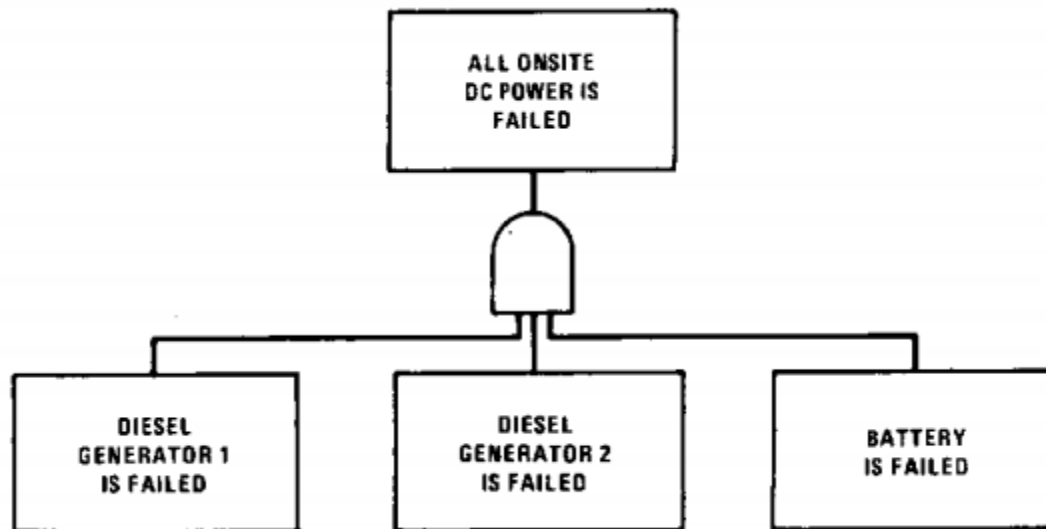 ALL ONSITE
DC POWER IS
FAILED
DIESEL
GENERATOR 1
IS FAILED
DIESEL
GENERATOR 2
IS FAILED
BATTERY
IS FAILED